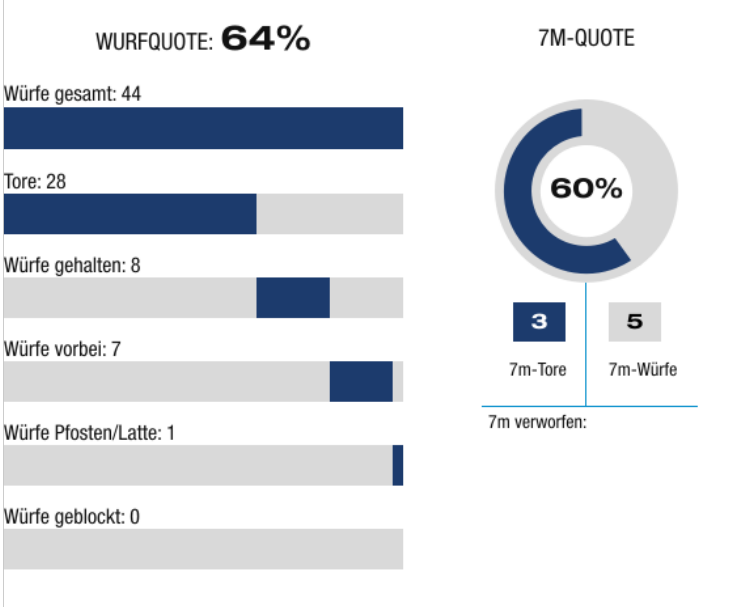 WURFQUOTE: 64%
Würfe gesamt: 44
Tore: 28
Würfe gehalten: 8
Würfe vorbei: 7
Würfe Pfosten/Latte: 1
Würfe geblockt: 0
7M-QUOTE
60%
3 5
7m-Tore 7m-Würfe
7m verworfen: